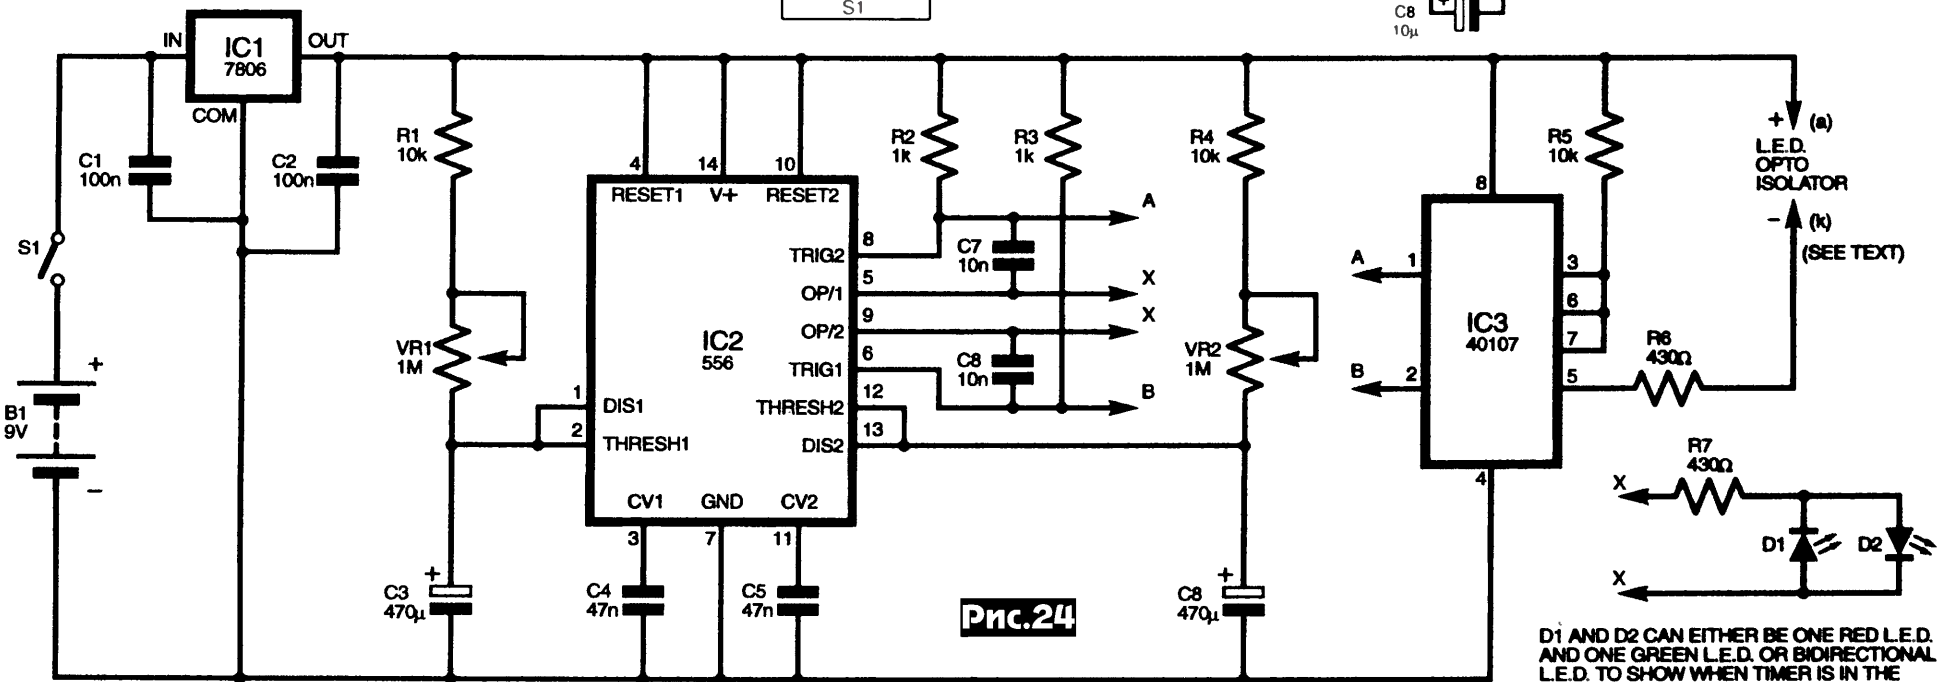 S1
C8
10µ
+
IN
IC1
7806
OUT
COM
C1
100n
C2
100n
S1
+
B1
9V
–
R1
10k
VR1
1M
C3
470µ
+
4
14
10
RESET1
V+
RESET2
TRIG2
8
OP/1
5
OP/2
9
TRIG1
6
THRESH2
12
DIS2
13
IC2
556
1
DIS1
2
THRESH1
CV1
GND
CV2
3
7
11
C4
47n
C5
47n
R2
1k
R3
1k
A
C7
10n
X
X
C8
10n
B
R4
10k
VR2
1M
+
C8
470µ
Рис.24
8
A
1
B
2
IC3
40107
3
6
7
5
4
R5
10k
R6
430Ω
+ (a)
L.E.D.
OPTO
ISOLATOR
– (k)
(SEE TEXT)
R7
430Ω
X
X
D1
D2
D1 AND D2 CAN EITHER BE ONE RED L.E.D.
AND ONE GREEN L.E.D. OR BIDIRECTIONAL
L.E.D. TO SHOW WHEN TIMER IS IN THE